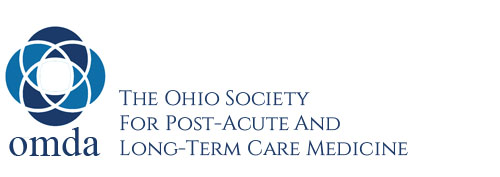 omda
The Ohio Society
For Post-Acute And
Long-Term Care Medicine